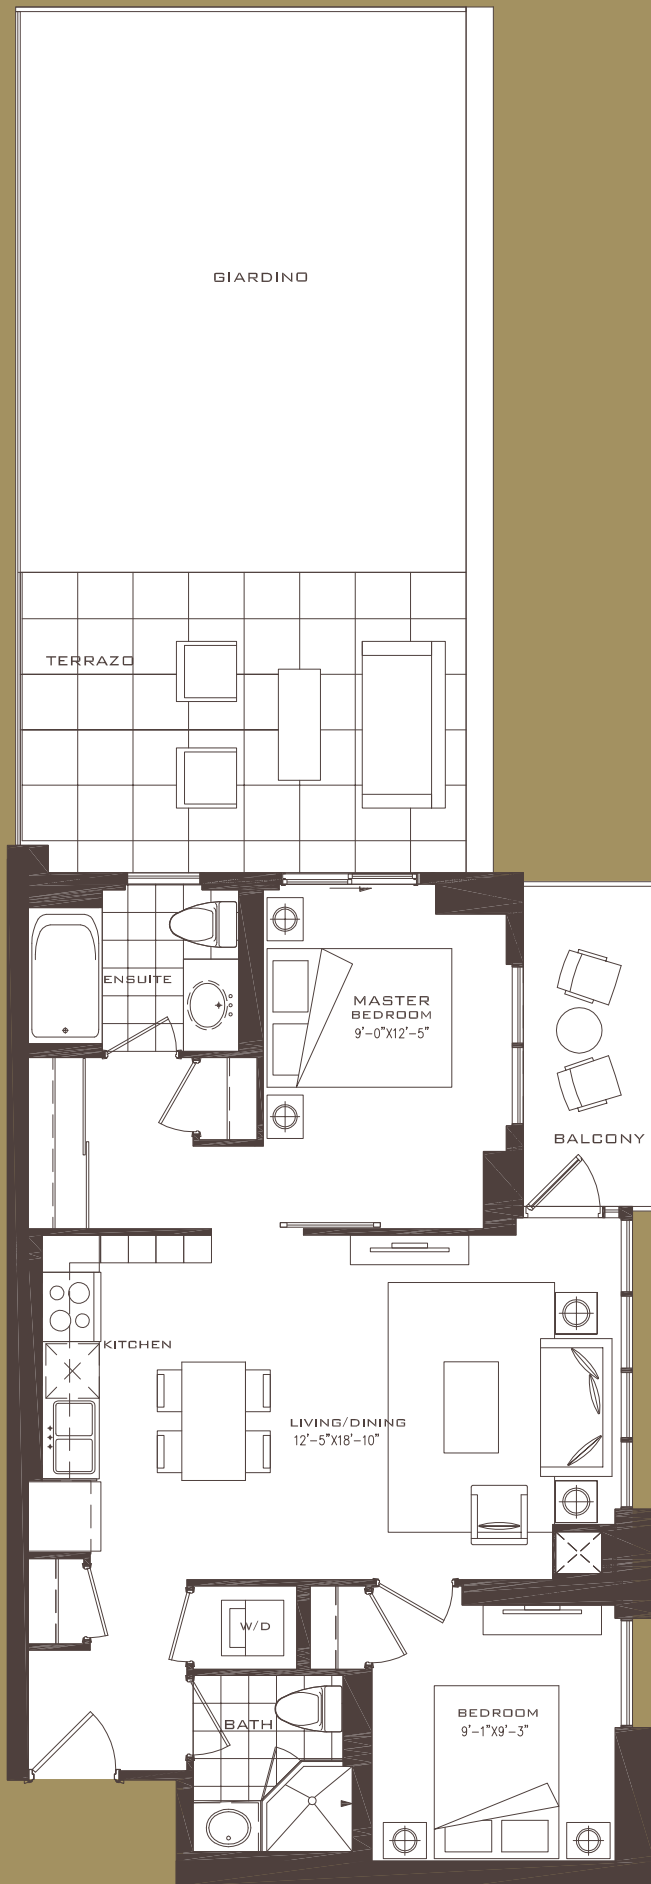 GIARDINO
TERRAZO
ENSUITE
MASTER
BEDROOM
9'-0"X12'-5"
BALCONY
KITCHEN
LIVING/DINING
12'-5"X18'-10"
W/D
BATH
BEDROOM
9'-1"X9'-3"